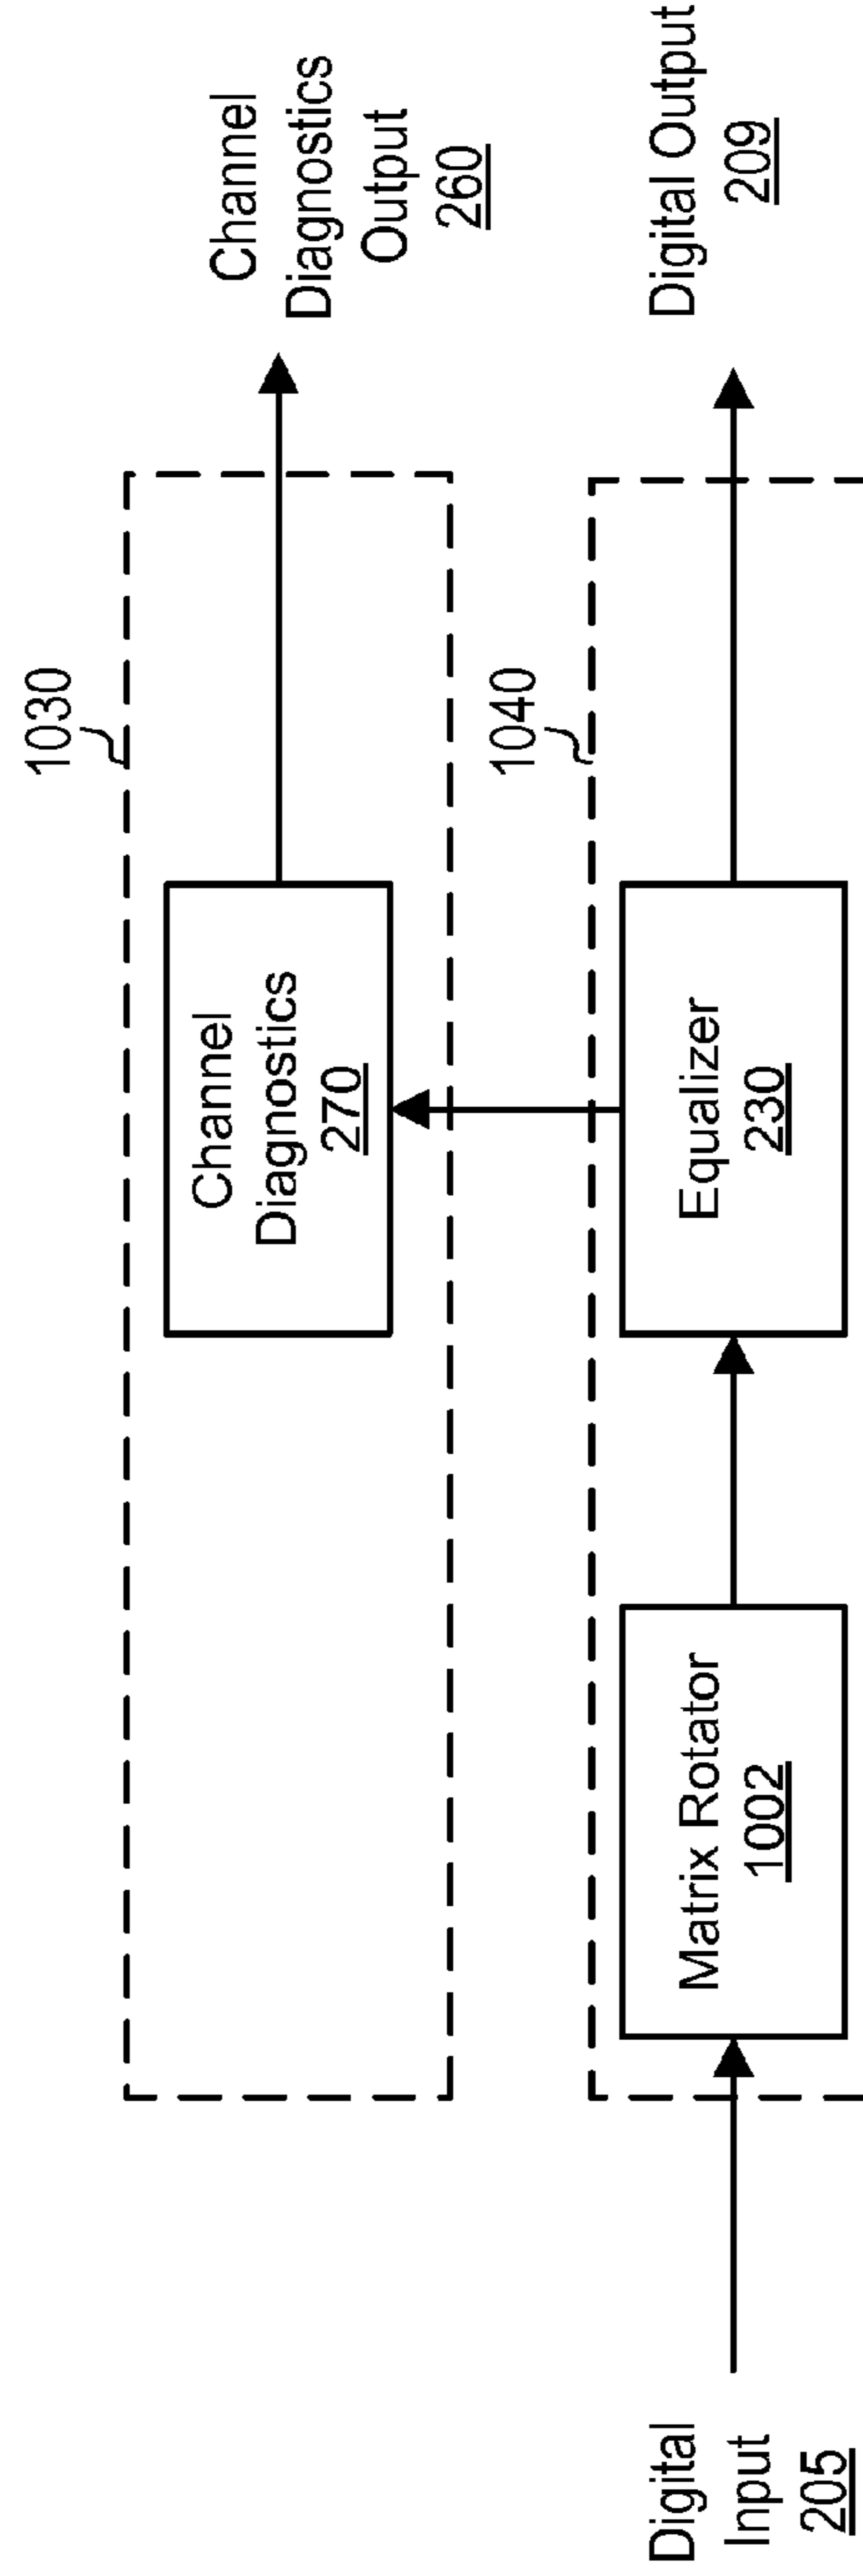 1030
Channel
Diagnostics
270
Channel
Diagnostics
Output
260
1040
Digital
Input
205
Matrix Rotator
1002
Equalizer
230
Digital Output
209